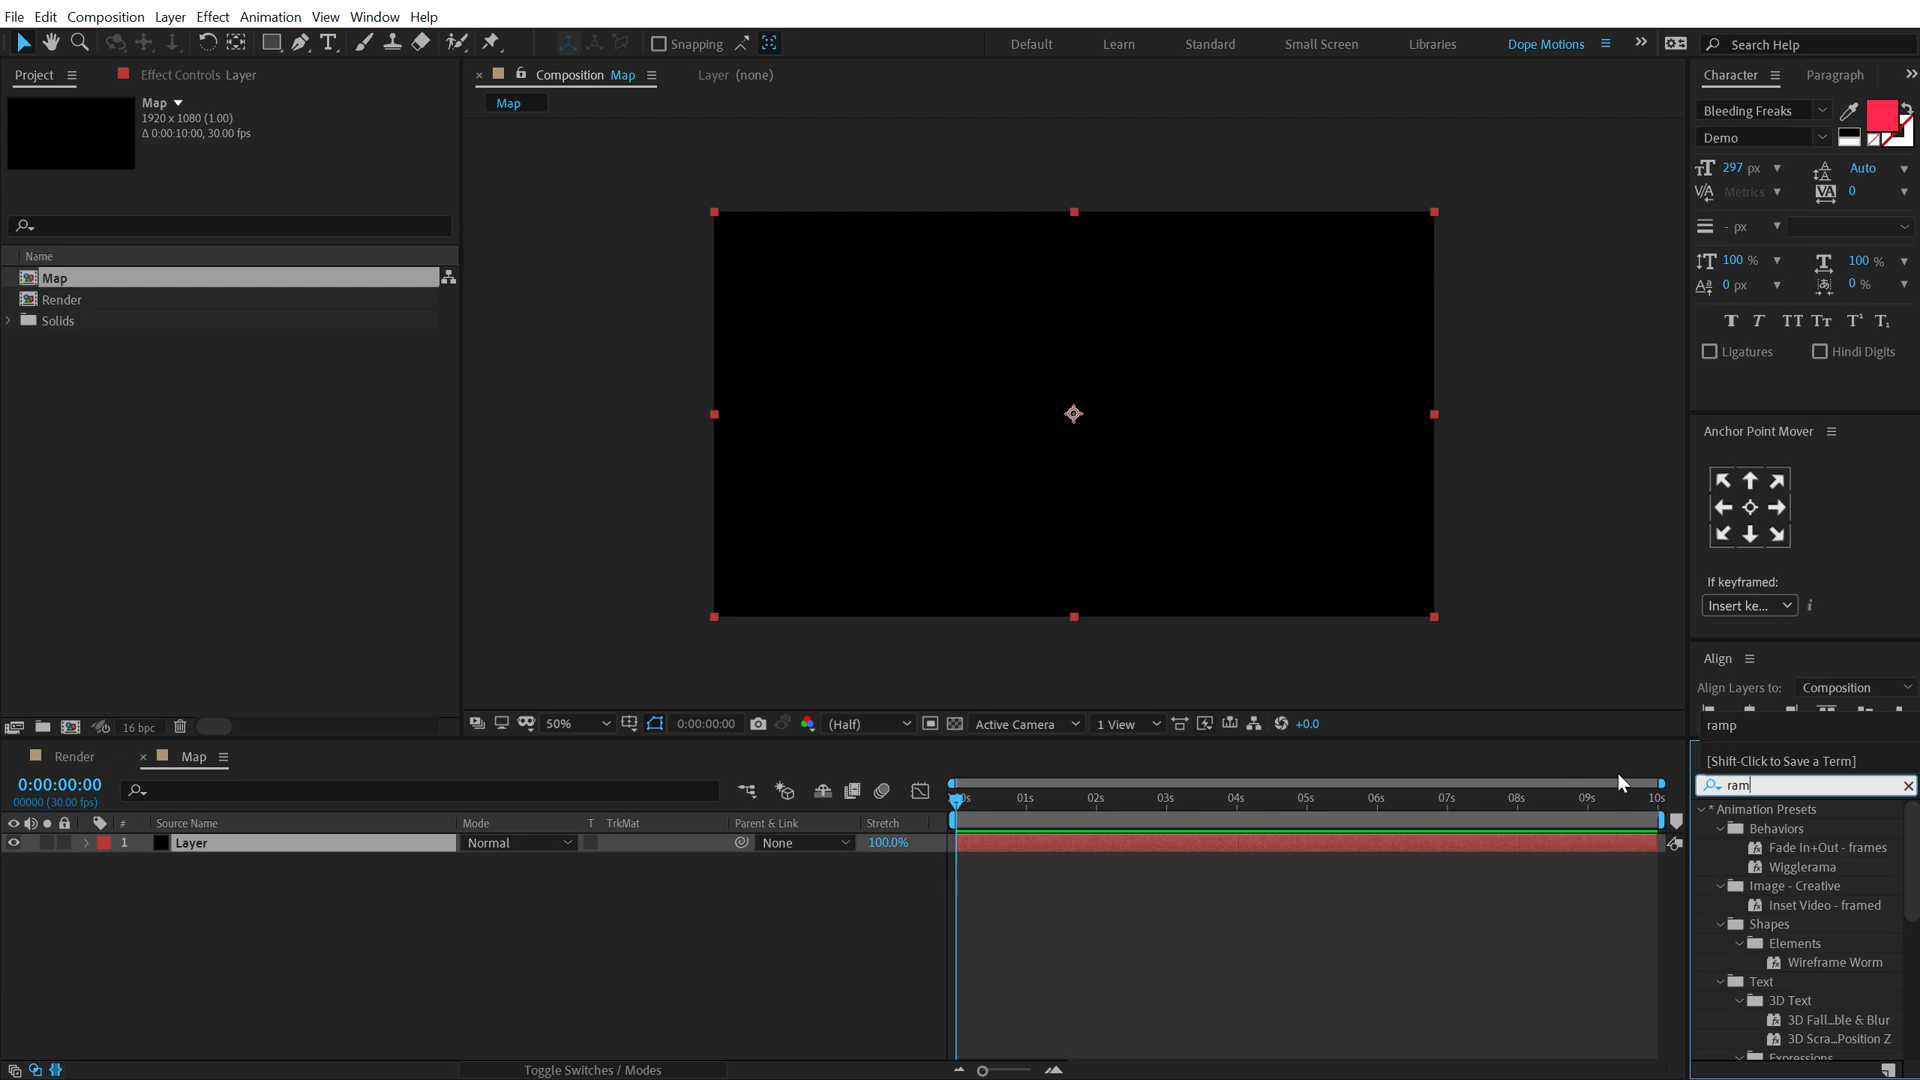 File Edit Composition Layer Effect Animation View Window Help
Snapping Default Learn Standard Small Screen Libraries Dope Motions Search Help
Project Effect Controls Layer
Map
1920 x 1080 (1.00)
Δ 0:00:10:00, 30.00 fps
Name
Map
Render
Solids
16 bpc
Composition Map Layer (none)
Map
50% 0:00:00:00 (Half) Active Camera 1 View +0.0
Character Paragraph
Bleeding Freaks
Demo
297 px Auto
Metrics 0
- px
100 % 100 %
0 px 0 %
Ligatures Hindi Digits
Anchor Point Mover
If keyframed:
Insert ke...
Align
Align Layers to: Composition
ramp
[Shift-Click to Save a Term]
ram
* Animation Presets
Behaviors
Fade In+Out - frames
Wigglerama
Image - Creative
Inset Video - framed
Shapes
Elements
Wireframe Worm
Text
3D Text
3D Fall...ble & Blur
3D Scra...Position Z
Expressions
Render Map
0:00:00:00
00000 (30.00 fps)
01s 02s 03s 04s 05s 06s 07s 08s 09s 10s
# Source Name Mode T TrkMat Parent & Link Stretch
1 Layer Normal None 100.0%
Toggle Switches / Modes